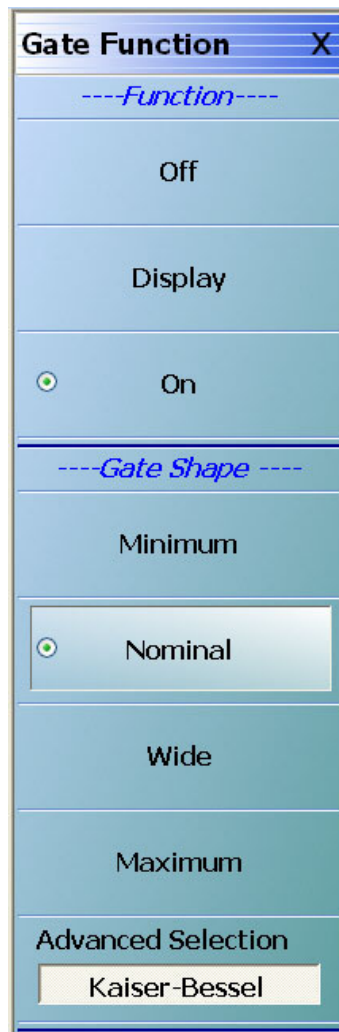 Gate Function X
----Function----
Off
Display
On
----Gate Shape ----
Minimum
Nominal
Wide
Maximum
Advanced Selection
Kaiser-Bessel